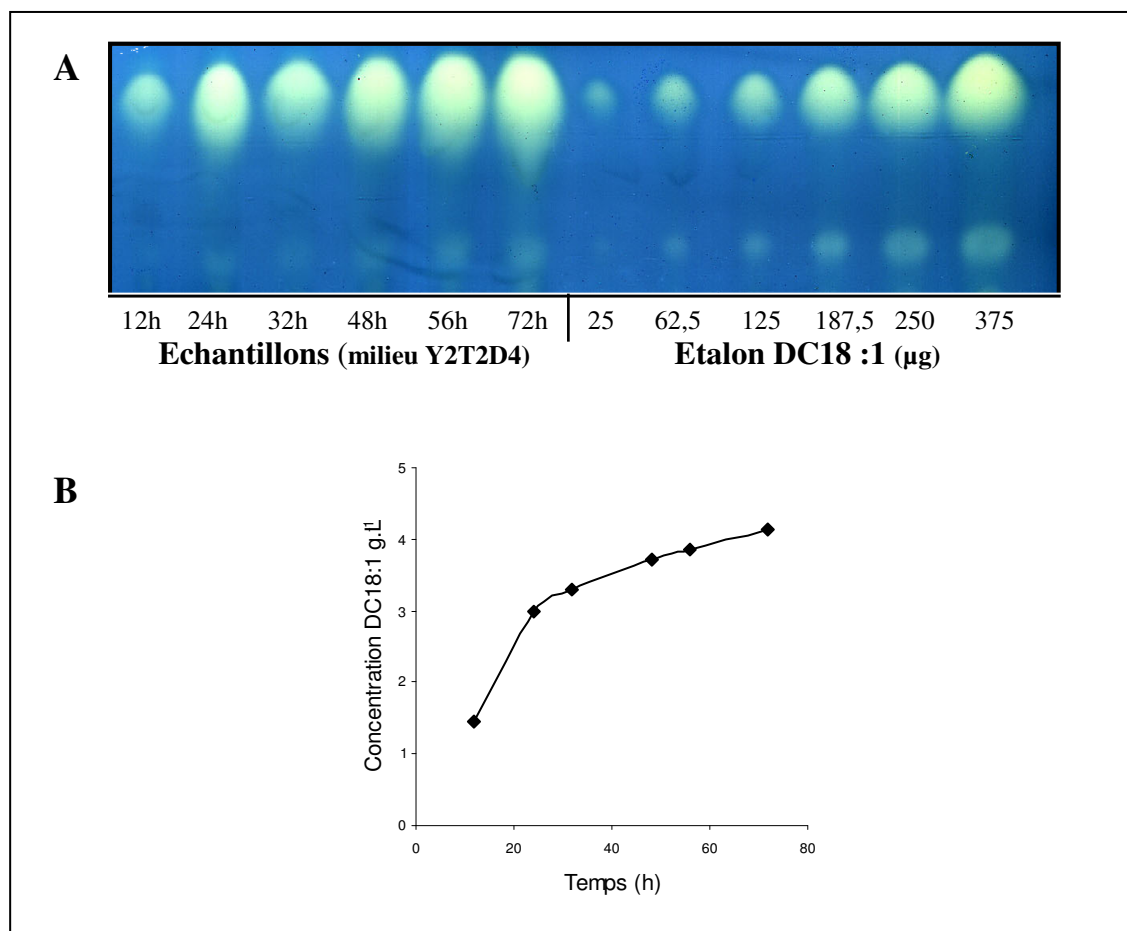 A
12h 24h 32h 48h 56h 72h 25 62,5 125 187,5 250 375
Echantillons (milieu Y2T2D4) Etalon DC18 :1 (µg)
B
5
4
3
2
1
0
Concentration DC18:1 g.L¹
0 20 40 60 80
Temps (h)